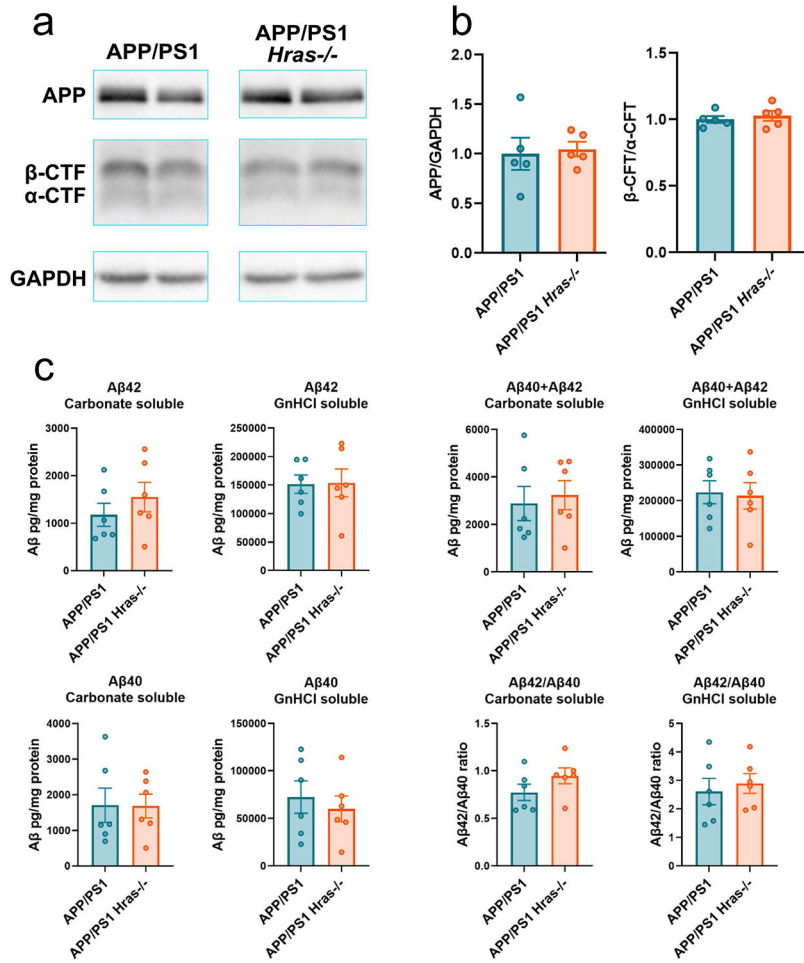 a
APP/PS1
APP/PS1
Hras-/-
APP
β-CTF
α-CTF
GAPDH
b
APP/GAPDH
2.0
1.5
1.0
0.5
0.0
APP/PS1
APP/PS1 Hras-/-
β-CFT/α-CFT
1.5
1.0
0.5
0.0
APP/PS1
APP/PS1 Hras-/-
c
Aβ42
Carbonate soluble
Aβ pg/mg protein
3000
2000
1000
0
APP/PS1
APP/PS1 Hras-/-
Aβ42
GnHCl soluble
Aβ pg/mg protein
250000
200000
150000
100000
50000
0
APP/PS1
APP/PS1 Hras-/-
Aβ40+Aβ42
Carbonate soluble
Aβ pg/mg protein
6000
4000
2000
0
APP/PS1
APP/PS1 Hras-/-
Aβ40+Aβ42
GnHCl soluble
Aβ pg/mg protein
400000
300000
200000
100000
0
APP/PS1
APP/PS1 Hras-/-
Aβ40
Carbonate soluble
Aβ pg/mg protein
4000
3000
2000
1000
0
APP/PS1
APP/PS1 Hras-/-
Aβ40
GnHCl soluble
Aβ pg/mg protein
150000
100000
50000
0
APP/PS1
APP/PS1 Hras-/-
Aβ42/Aβ40
Carbonate soluble
Aβ42/Aβ40 ratio
1.5
1.0
0.5
0.0
APP/PS1
APP/PS1 Hras-/-
Aβ42/Aβ40
GnHCl soluble
Aβ42/Aβ40 ratio
5
4
3
2
1
0
APP/PS1
APP/PS1 Hras-/-